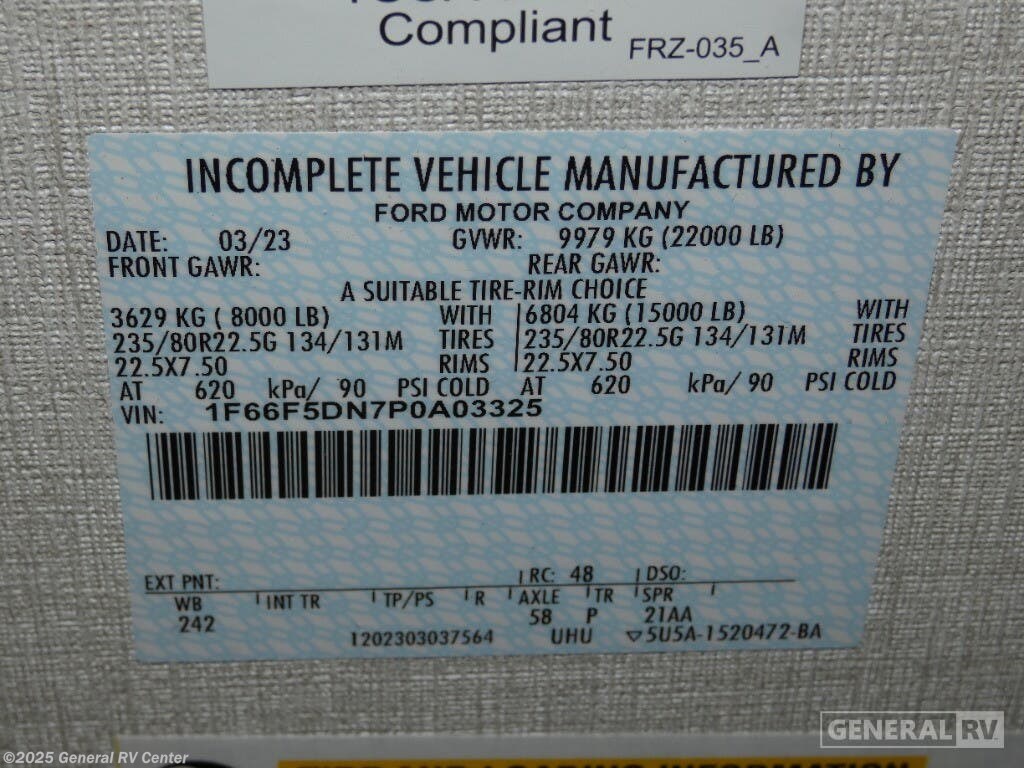 Compliant FRZ-035_A
INCOMPLETE VEHICLE MANUFACTURED BY
FORD MOTOR COMPANY
DATE: 03/23 GVWR: 9979 KG (22000 LB)
FRONT GAWR: REAR GAWR:
A SUITABLE TIRE-RIM CHOICE
3629 KG ( 8000 LB) WITH 6804 KG (15000 LB) WITH
235/80R22.5G 134/131M TIRES 235/80R22.5G 134/131M TIRES
22.5X7.50 RIMS 22.5X7.50 RIMS
AT 620 kPa/ 90 PSI COLD AT 620 kPa/ 90 PSI COLD
VIN: 1F66F5DN7P0A03325
EXT PNT: RC: 48 DSO:
WB INT TR TP/PS R AXLE TR SPR
242 58 P 21AA
1202303037564 UHU ▽5U5A-1520472-BA
GENERAL RV
©2025 General RV Center